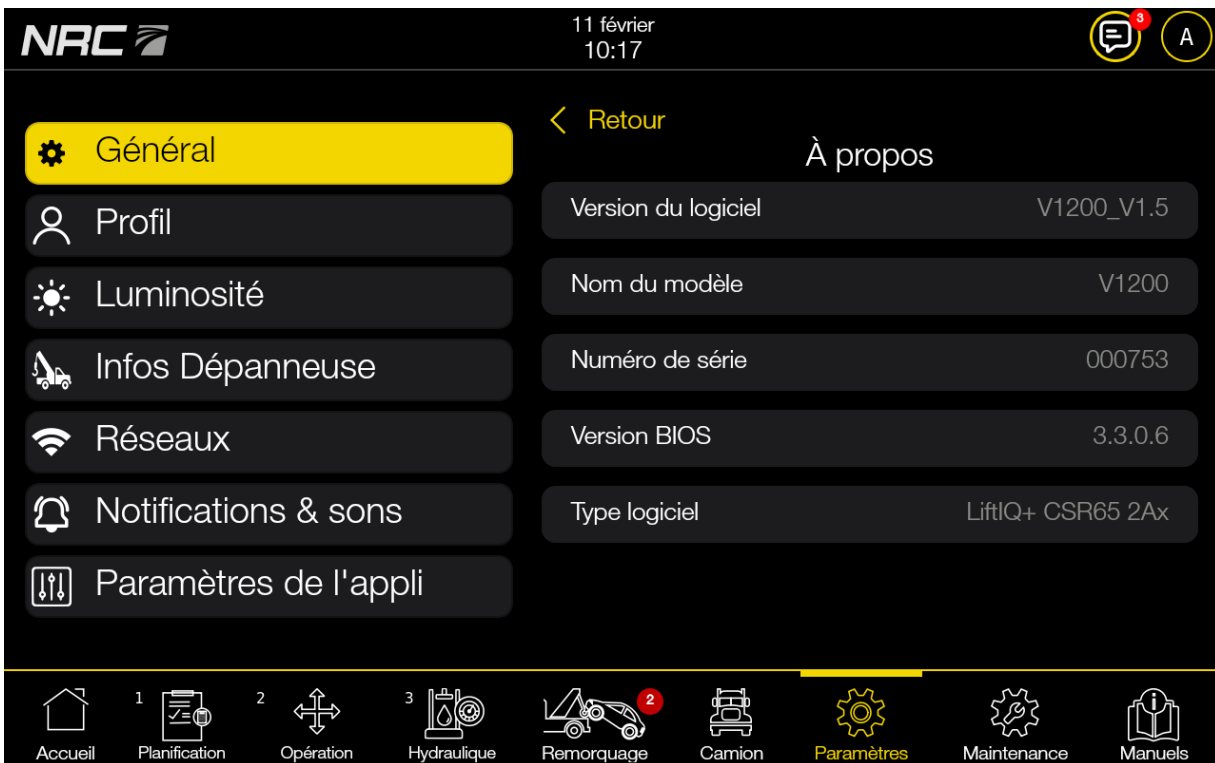 NRC
11 février
10:17
3
A
Général
Profil
Luminosité
Infos Dépanneuse
Réseaux
Notifications & sons
Paramètres de l'appli
Retour
À propos
Version du logiciel V1200_V1.5
Nom du modèle V1200
Numéro de série 000753
Version BIOS 3.3.0.6
Type logiciel LiftIQ+ CSR65 2Ax
1 2 3 2
Accueil Planification Opération Hydraulique Remorquage Camion Paramètres Maintenance Manuels